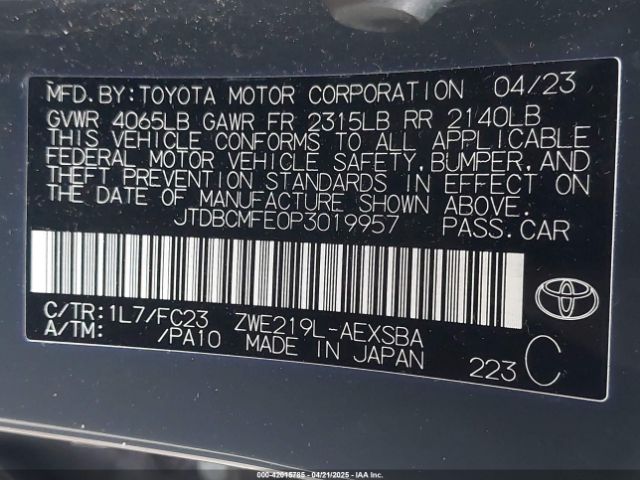 MFD. BY: TOYOTA MOTOR CORPORATION 04/23
GVWR 4065LB GAWR FR 2315LB RR 2140LB
THIS VEHICLE CONFORMS TO ALL APPLICABLE
FEDERAL MOTOR VEHICLE SAFETY, BUMPER, AND
THEFT PREVENTION STANDARDS IN EFFECT ON
THE DATE OF MANUFACTURE SHOWN ABOVE.
JTDBCMFE0P3019957 PASS. CAR
C/TR: 1L7/FC23 ZWE219L-AEXSBA
A/TM: /PA10 MADE IN JAPAN
223 C
TOYOTA
000-42015785 - 04/21/2025 - IAAI.COM